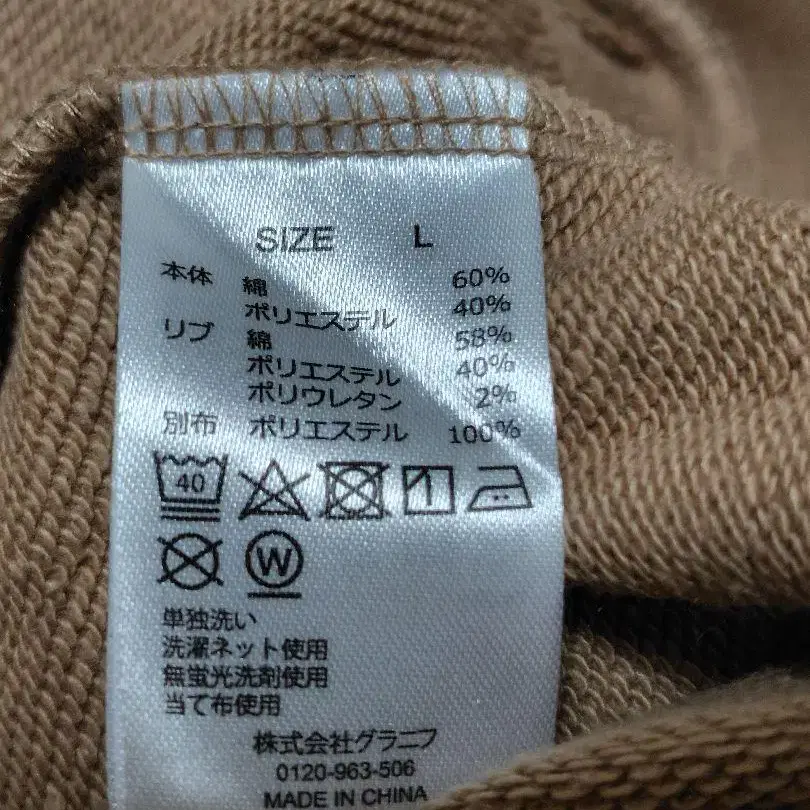 SIZE L
本体 綿 60%
ポリエステル 40%
リブ 綿 58%
ポリエステル 40%
ポリウレタン 2%
別布 ポリエステル 100%
40
W
単独洗い
洗濯ネット使用
無蛍光洗剤使用
当て布使用
株式会社グラニフ
0120-963-506
MADE IN CHINA